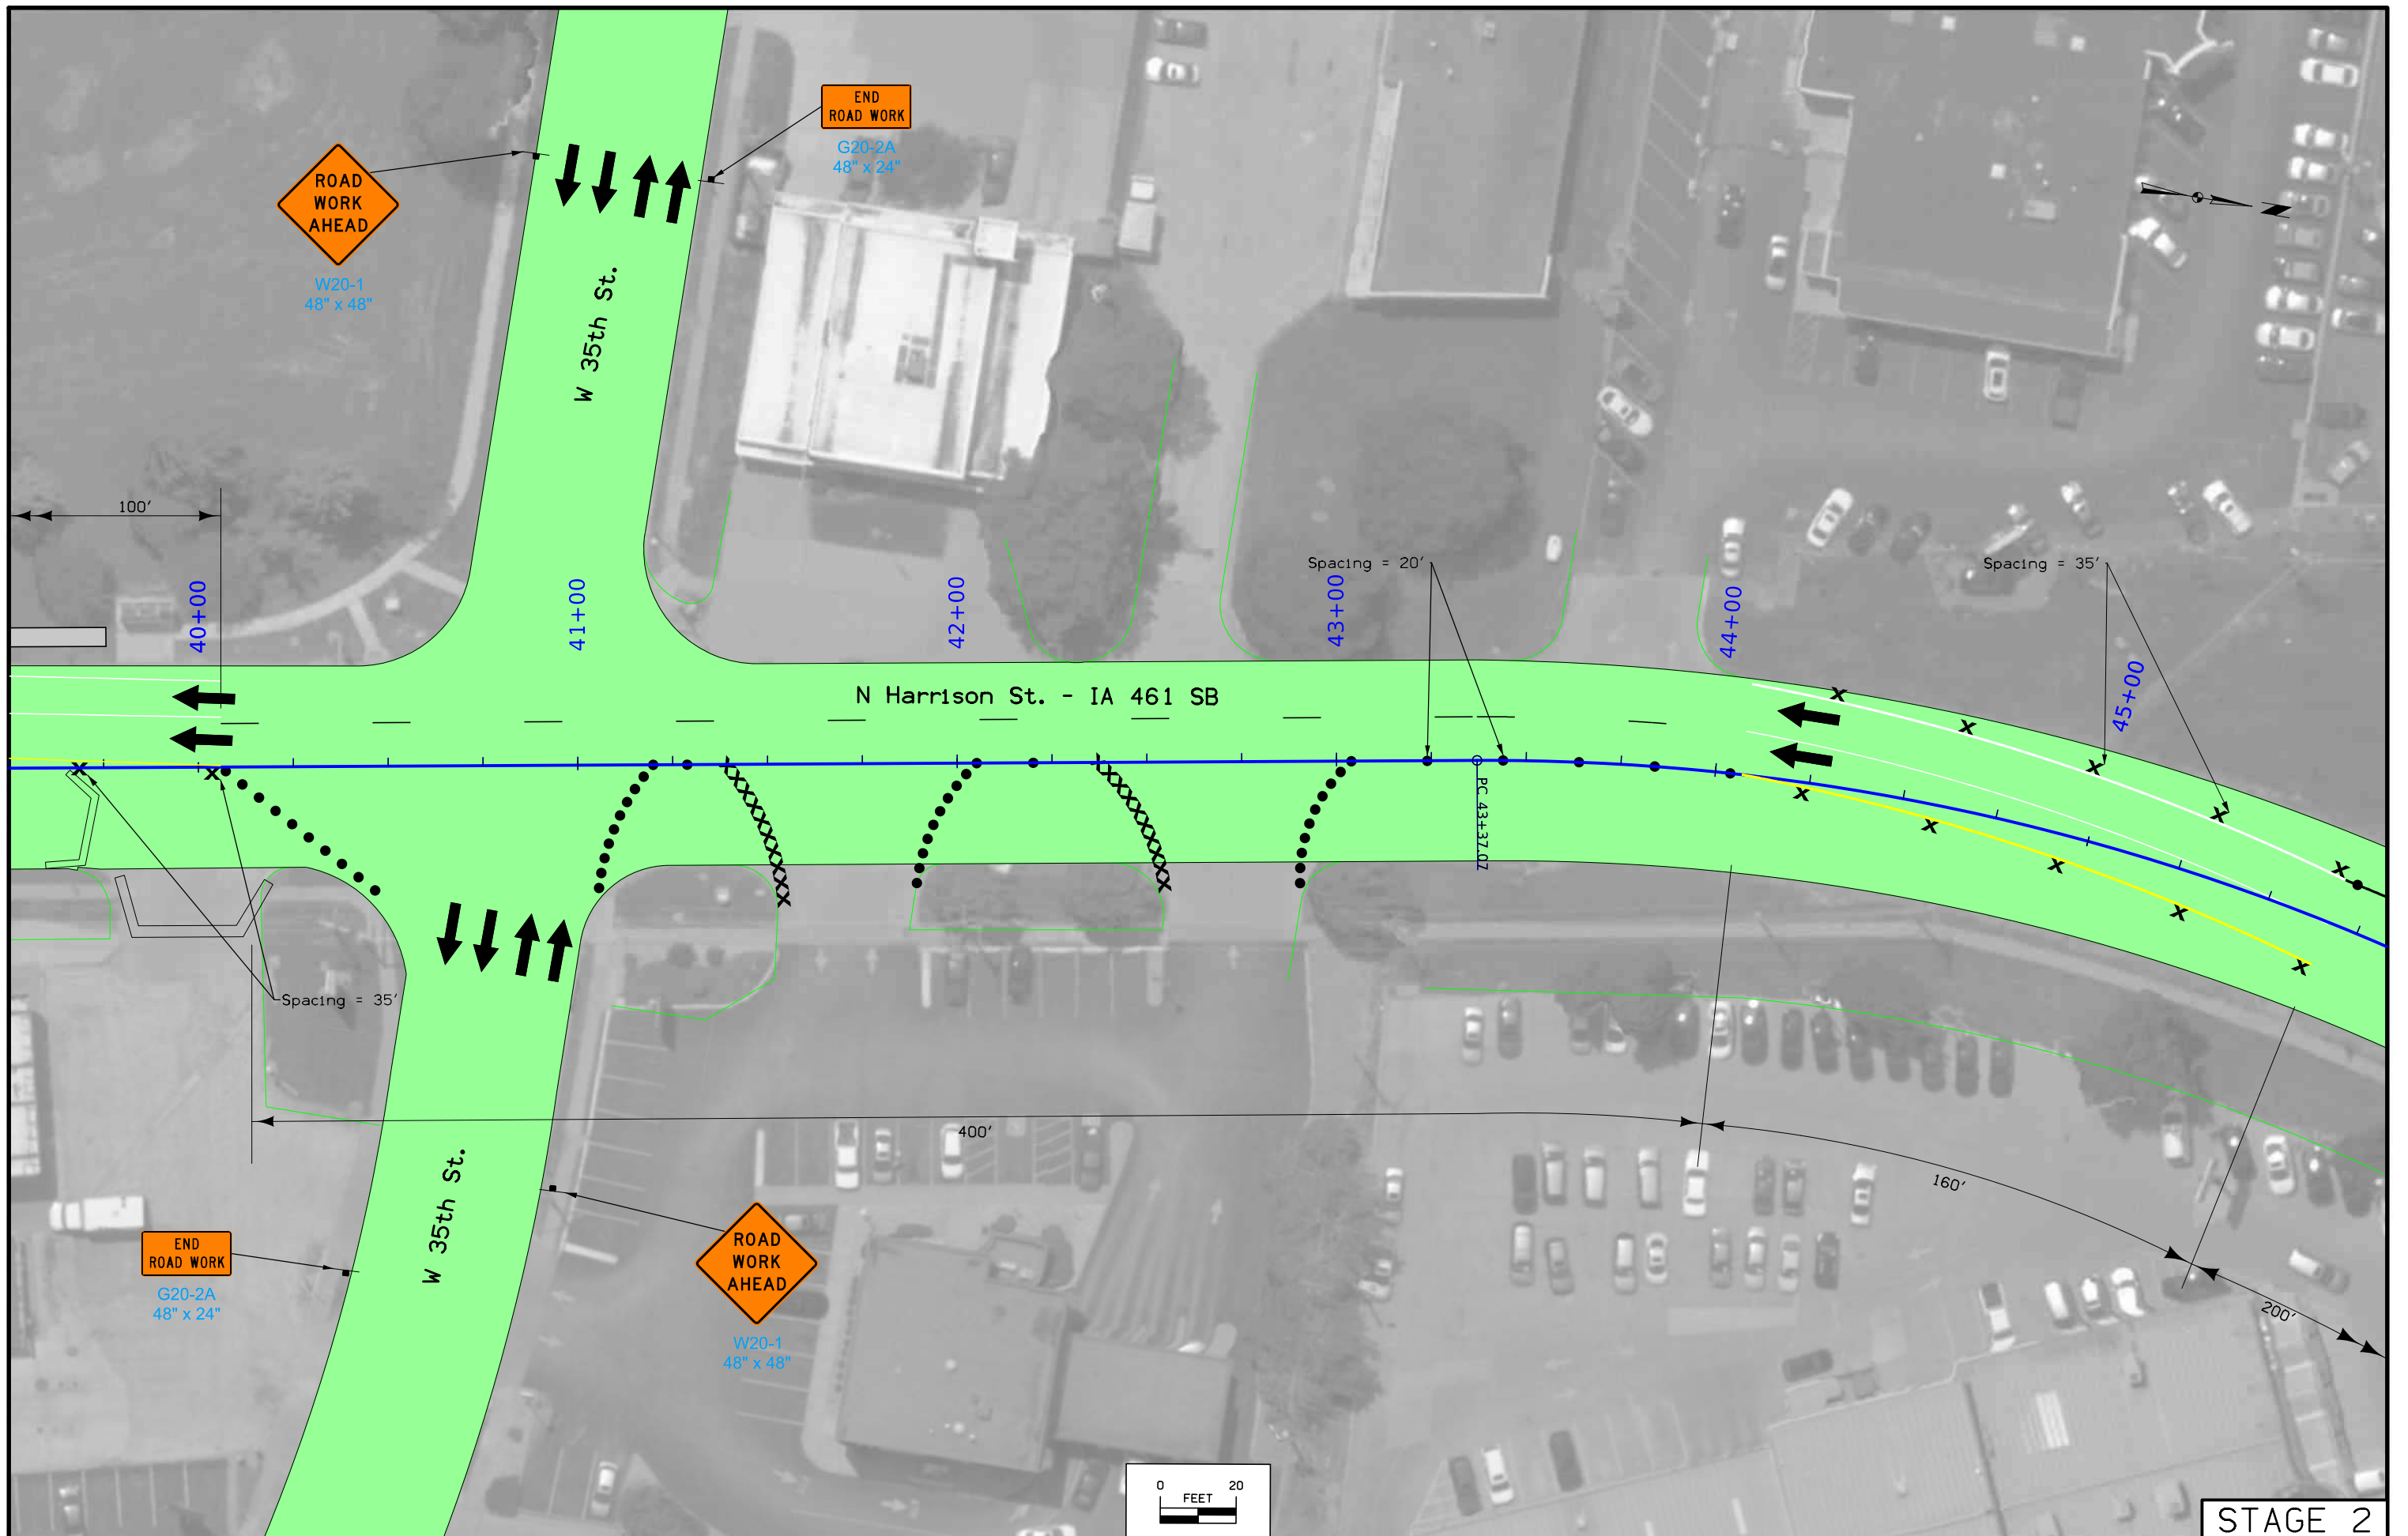 END
ROAD WORK
G20-2A
48" x 24"
ROAD
WORK
AHEAD
W20-1
48" x 48"
W 35th St.
N
100'
Spacing = 20'
Spacing = 35'
40+00
41+00
42+00
43+00
44+00
45+00
N Harrison St. - IA 461 SB
PC 43+37.07
Spacing = 35'
400'
160'
200'
W 35th St.
END
ROAD WORK
G20-2A
48" x 24"
ROAD
WORK
AHEAD
W20-1
48" x 48"
0 20
FEET
STAGE 2